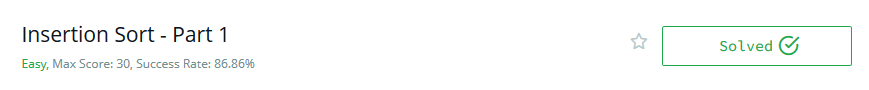 Insertion Sort - Part 1
Easy, Max Score: 30, Success Rate: 86.86%
Solved